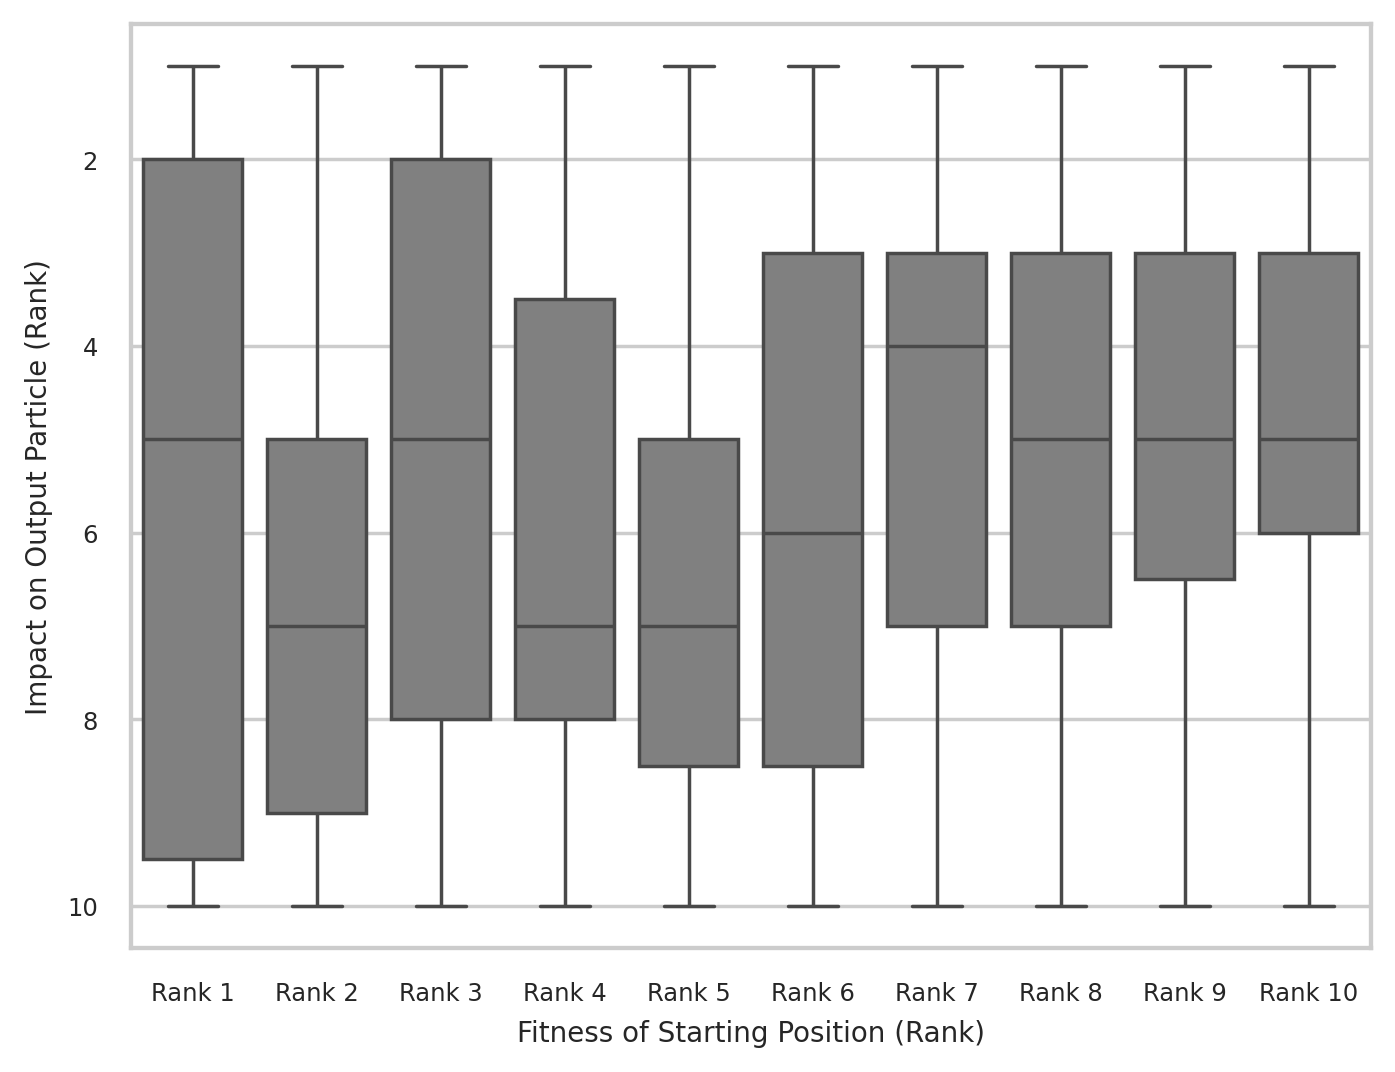 Impact on Output Particle (Rank)
2
4
6
8
10
Rank 1 Rank 2 Rank 3 Rank 4 Rank 5 Rank 6 Rank 7 Rank 8 Rank 9 Rank 10
Fitness of Starting Position (Rank)